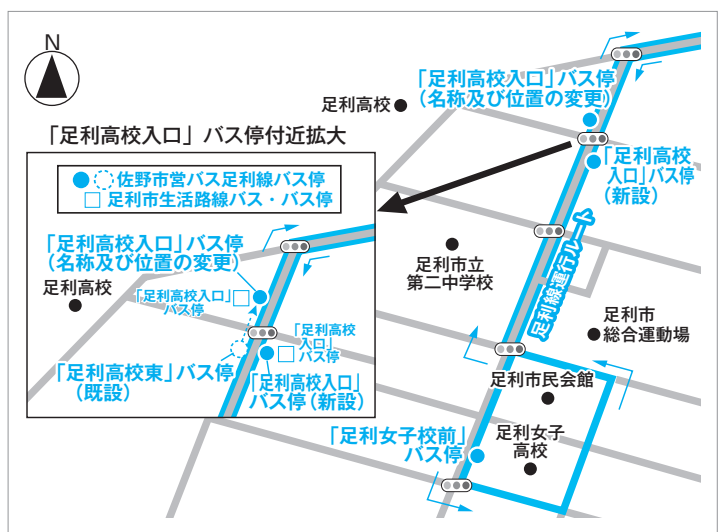 N
足利高校
「足利高校入口」バス停
(名称及び位置の変更)
「足利高校
入口」バス停
(新設)
「足利高校入口」バス停付近拡大
佐野市営バス足利線バス停
足利市生活路線バス・バス停
「足利高校入口」バス停
(名称及び位置の変更)
足利高校
「足利高校入口」
バス停
「足利高校
入口」
バス停
「足利高校東」バス停
(既設)
「足利高校入口」
バス停(新設)
足利市立
第二中学校
足利線運行ルート
足利市
総合運動場
足利市民会館
「足利女子校前」
バス停
足利女子
高校